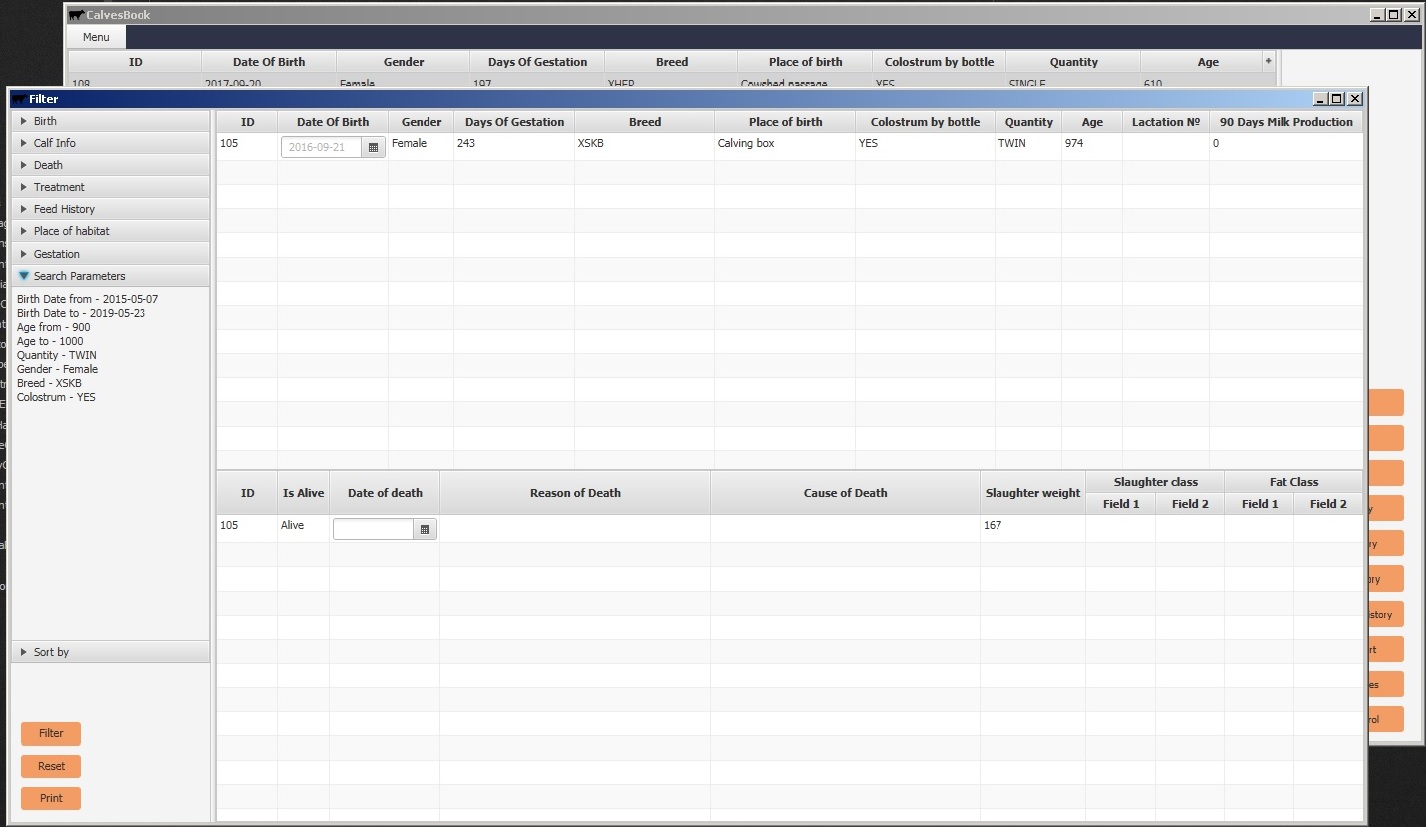 CalvesBook
Menu
ID Date Of Birth Gender Days Of Gestation Breed Place of birth Colostrum by bottle Quantity Age +
108 2017-09-20 Female 197 YHEP Cowshed passage YES SINGLE 610
Filter
Birth
Calf Info
Death
Treatment
Feed History
Place of habitat
Gestation
Search Parameters
Birth Date from - 2015-05-07
Birth Date to - 2019-05-23
Age from - 900
Age to - 1000
Quantity - TWIN
Gender - Female
Breed - XSKB
Colostrum - YES
Sort by
Filter
Reset
Print
ID Date Of Birth Gender Days Of Gestation Breed Place of birth Colostrum by bottle Quantity Age Lactation Nº 90 Days Milk Production
105 2016-09-21 Female 243 XSKB Calving box YES TWIN 974 0
ID Is Alive Date of death Reason of Death Cause of Death Slaughter weight Slaughter class Fat Class
Field 1 Field 2 Field 1 Field 2
105 Alive 167
y
ry
ory
istory
rt
es
rol